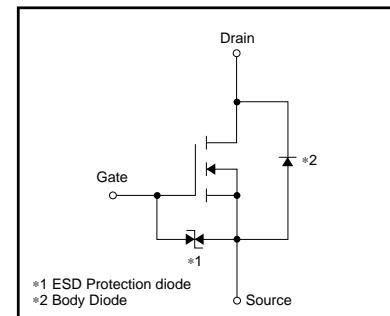 Drain
∗2
Gate
∗1
∗1 ESD Protection diode
∗2 Body Diode
Source